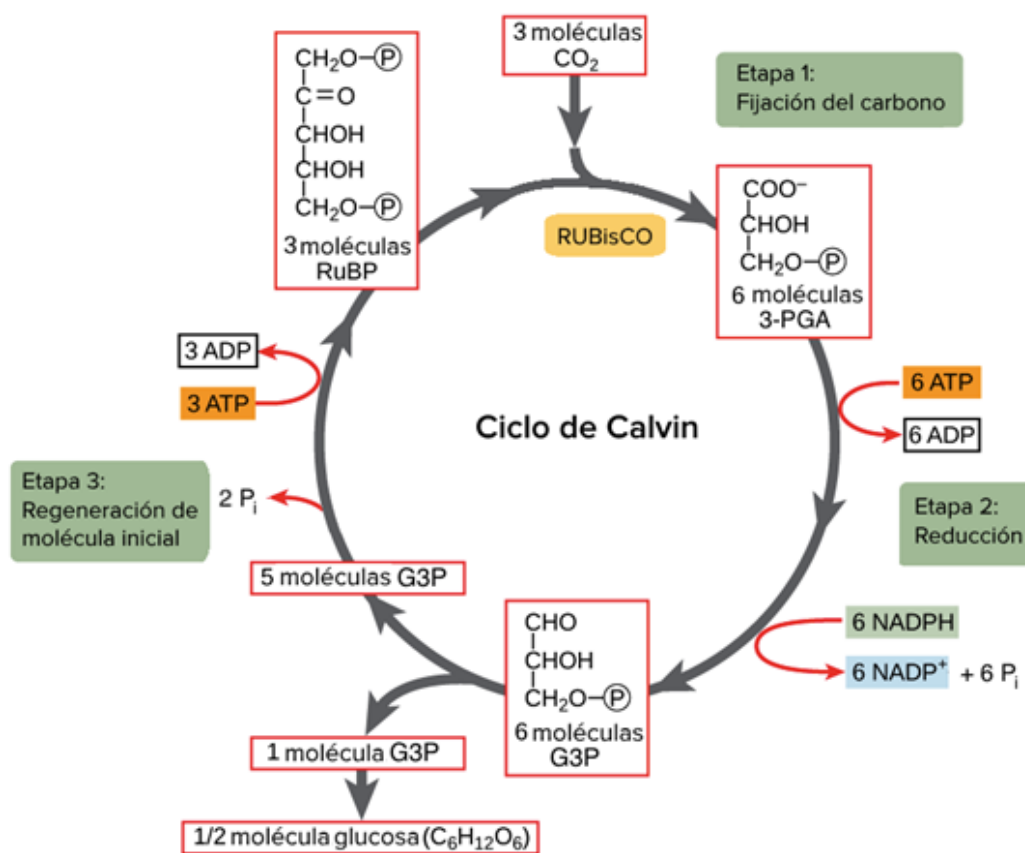 3 moléculas
CO₂
Etapa 1:
Fijación del carbono
CH₂O–Ⓟ
C=O
CHOH
CHOH
CH₂O–Ⓟ
3 moléculas
RuBP
RUBisCO
COO⁻
CHOH
CH₂O–Ⓟ
6 moléculas
3-PGA
3 ADP
3 ATP
Ciclo de Calvin
6 ATP
6 ADP
Etapa 3:
Regeneración de
molécula inicial
2 Pᵢ
Etapa 2:
Reducción
5 moléculas G3P
CHO
CHOH
CH₂O–Ⓟ
6 moléculas
G3P
6 NADPH
6 NADP⁺ + 6 Pᵢ
1 molécula G3P
1/2 molécula glucosa (C₆H₁₂O₆)